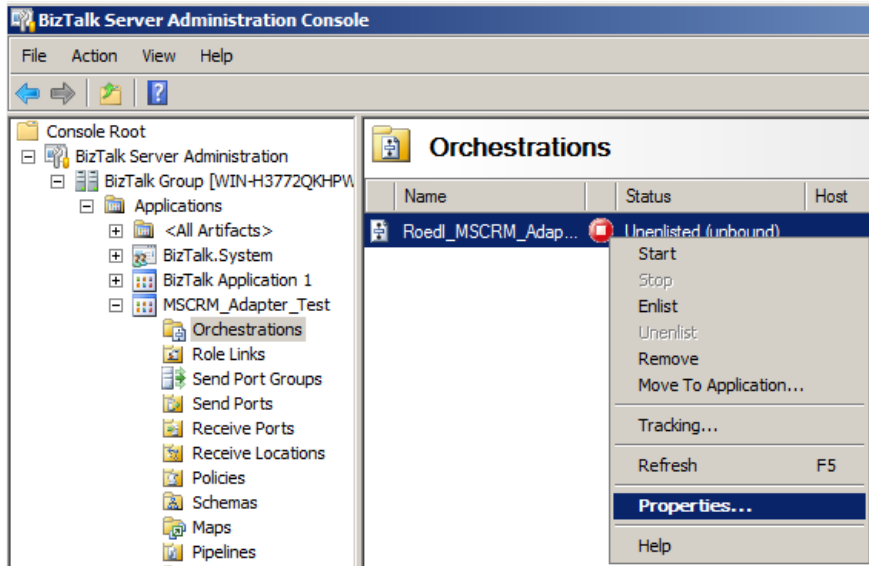 BizTalk Server Administration Console
File Action View Help
Console Root
BizTalk Server Administration
BizTalk Group [WIN-H3772QKHPW
Applications
<All Artifacts>
BizTalk.System
BizTalk Application 1
MSCRM_Adapter_Test
Orchestrations
Role Links
Send Port Groups
Send Ports
Receive Ports
Receive Locations
Policies
Schemas
Maps
Pipelines
Orchestrations
Name Status Host
Roedl_MSCRM_Adap... Unenlisted (unbound)
Start
Stop
Enlist
Unenlist
Remove
Move To Application...
Tracking...
Refresh F5
Properties...
Help